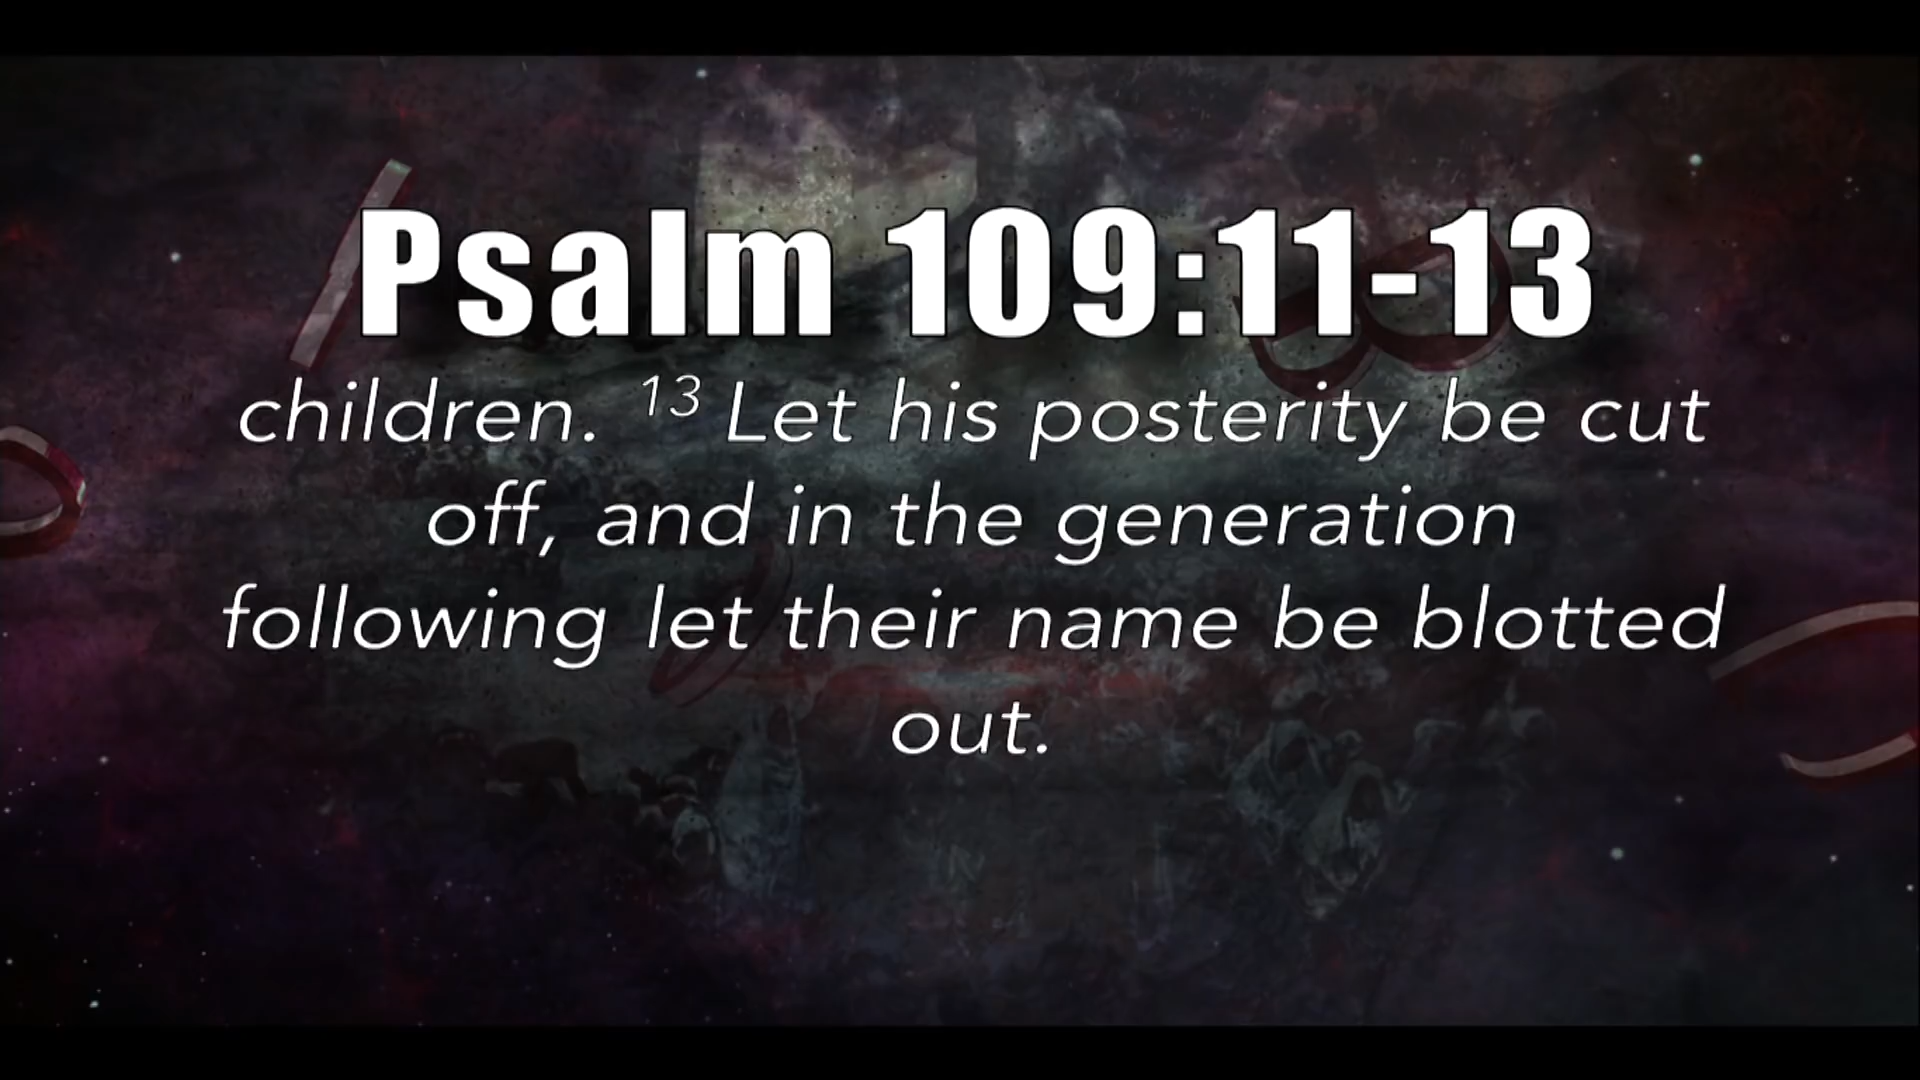 Psalm 109:11-13
children. 13 Let his posterity be cut
off, and in the generation
following let their name be blotted
out.